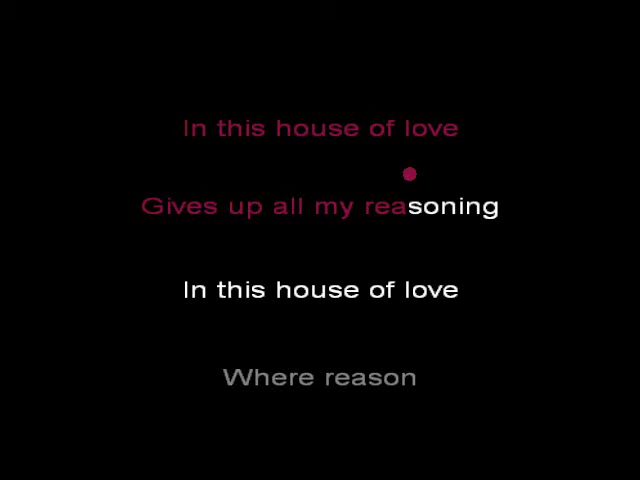 In this house of love
Gives up all my reasoning
In this house of love
Where reason